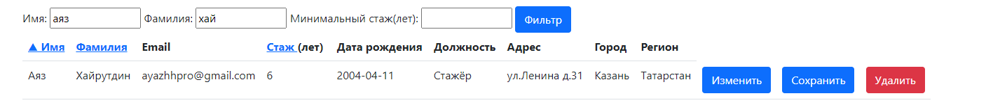 Имя: аяз Фамилия: хай Минимальный стаж(лет): Фильтр
▲ Имя Фамилия Email Стаж (лет) Дата рождения Должность Адрес Город Регион
Аяз Хайрутдин ayazhhpro@gmail.com 6 2004-04-11 Стажёр ул.Ленина д.31 Казань Татарстан Изменить Сохранить Удалить